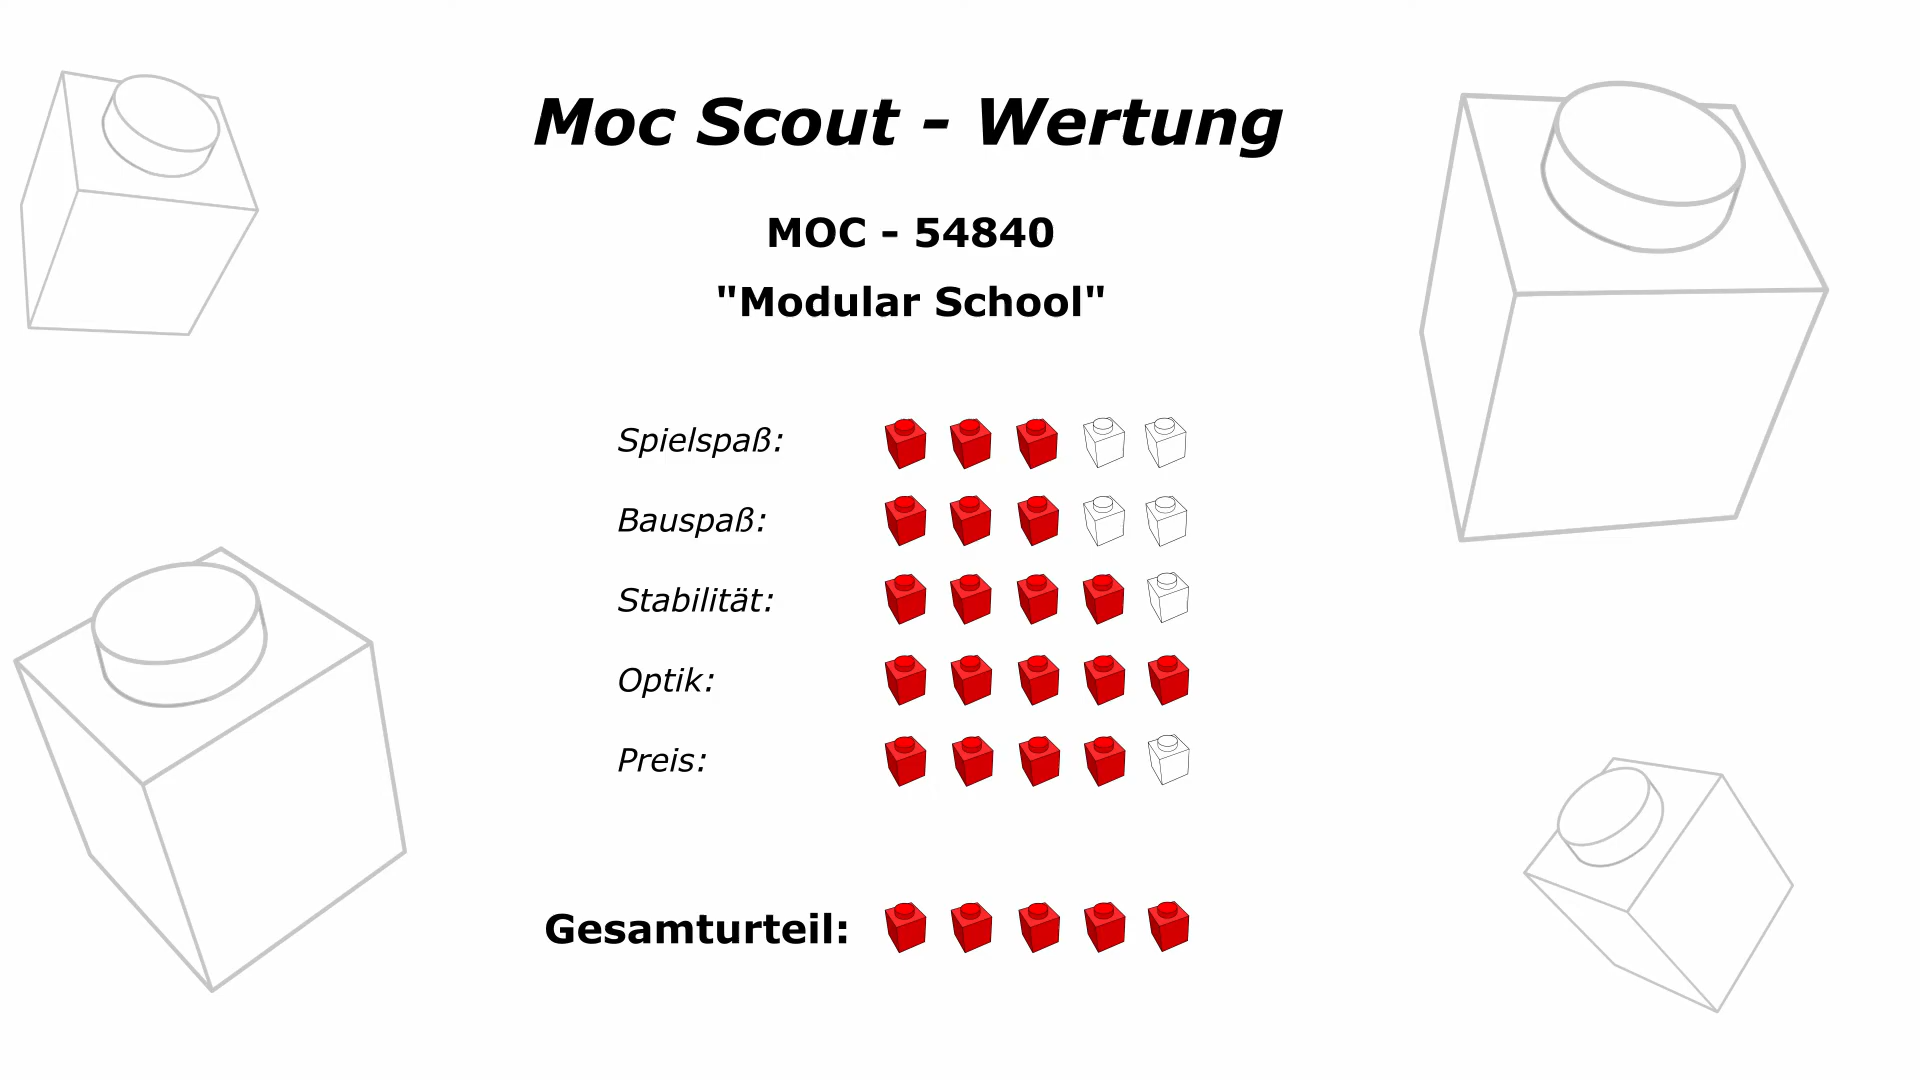 Moc Scout - Wertung
MOC - 54840
"Modular School"
Spielspaß:
Bauspaß:
Stabilität:
Optik:
Preis:
Gesamturteil: